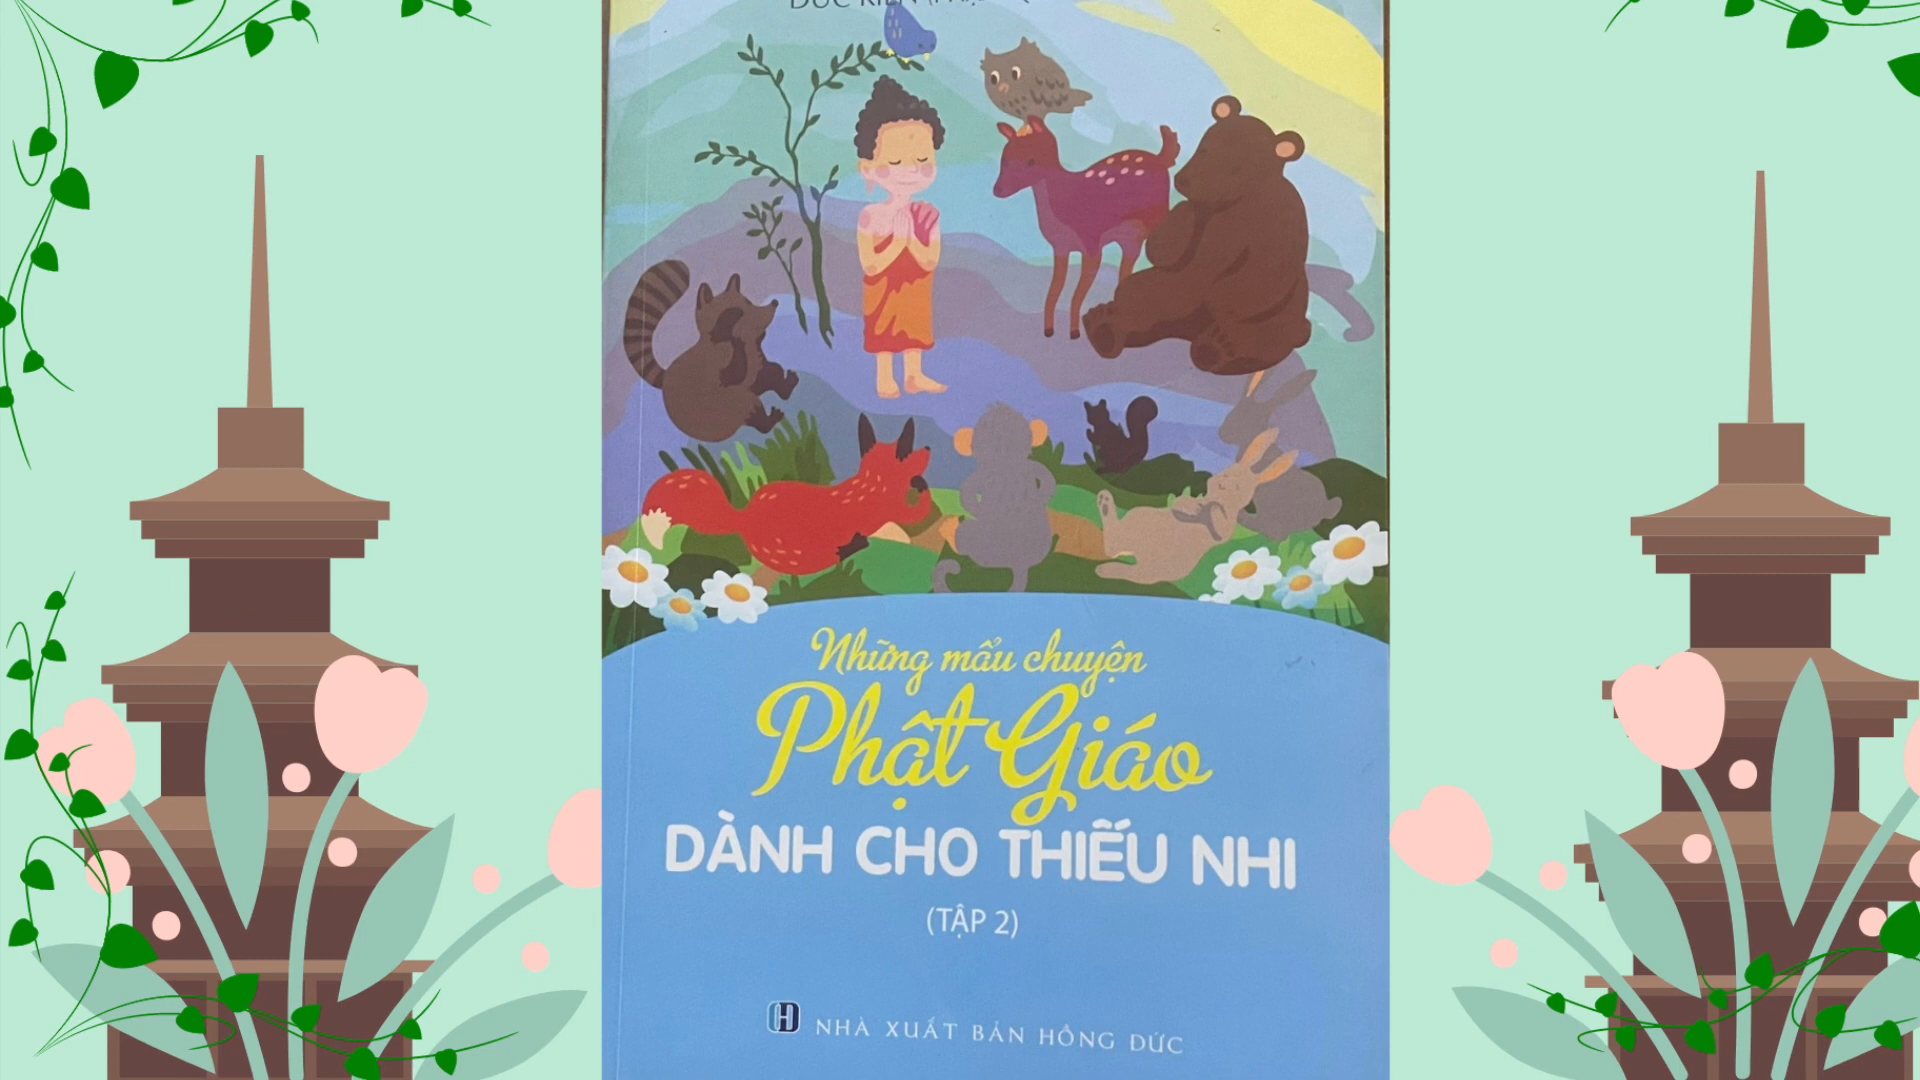 Những mẩu chuyện
Phật Giáo
DÀNH CHO THIẾU NHI
(TẬP 2)
NHÀ XUẤT BẢN HỒNG ĐỨC